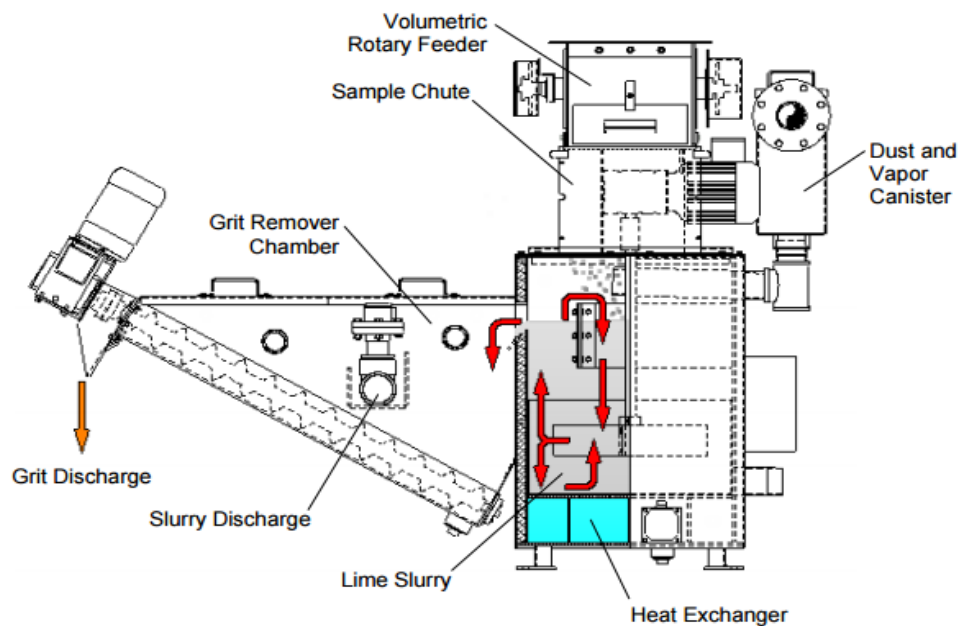 Volumetric
Rotary Feeder
Sample Chute
Dust and
Vapor
Canister
Grit Remover
Chamber
Grit Discharge
Slurry Discharge
Lime Slurry
Heat Exchanger